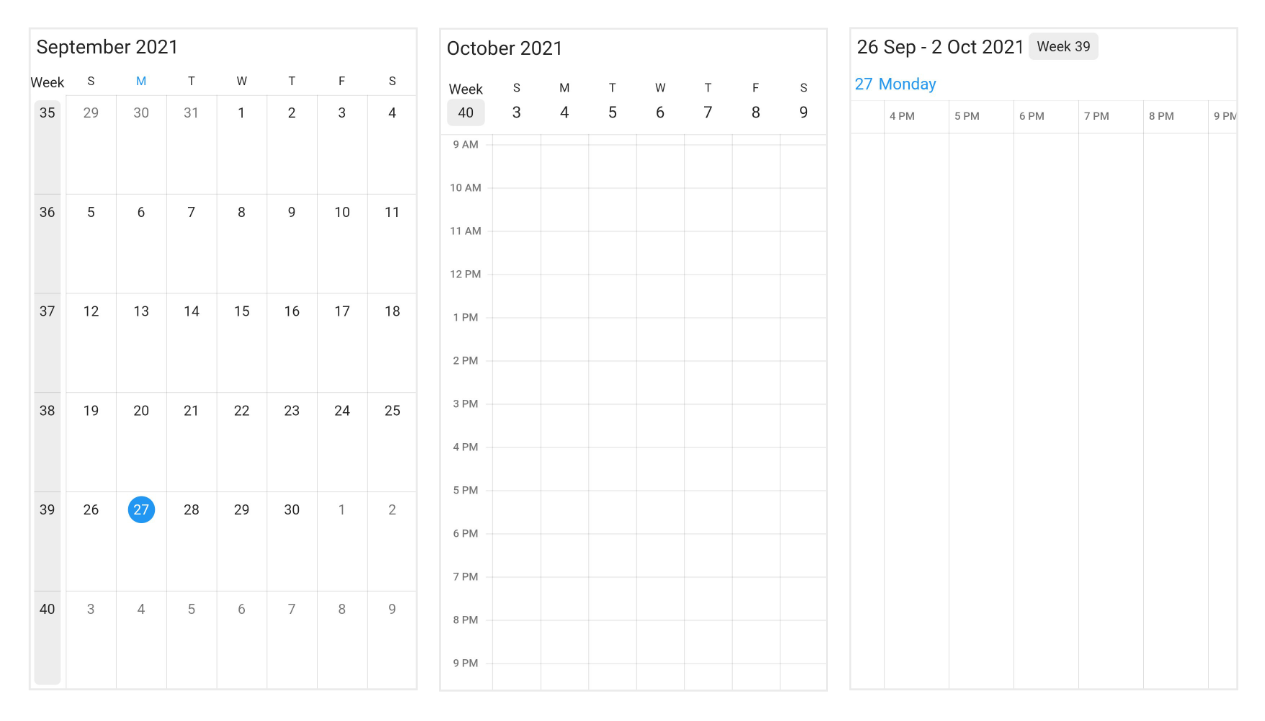 September 2021
Week S M T W T F S
35 29 30 31 1 2 3 4
36 5 6 7 8 9 10 11
37 12 13 14 15 16 17 18
38 19 20 21 22 23 24 25
39 26 27 28 29 30 1 2
40 3 4 5 6 7 8 9
October 2021
Week S M T W T F S
40 3 4 5 6 7 8 9
9 AM
10 AM
11 AM
12 PM
1 PM
2 PM
3 PM
4 PM
5 PM
6 PM
7 PM
8 PM
9 PM
26 Sep - 2 Oct 2021 Week 39
27 Monday
4 PM 5 PM 6 PM 7 PM 8 PM 9 PM